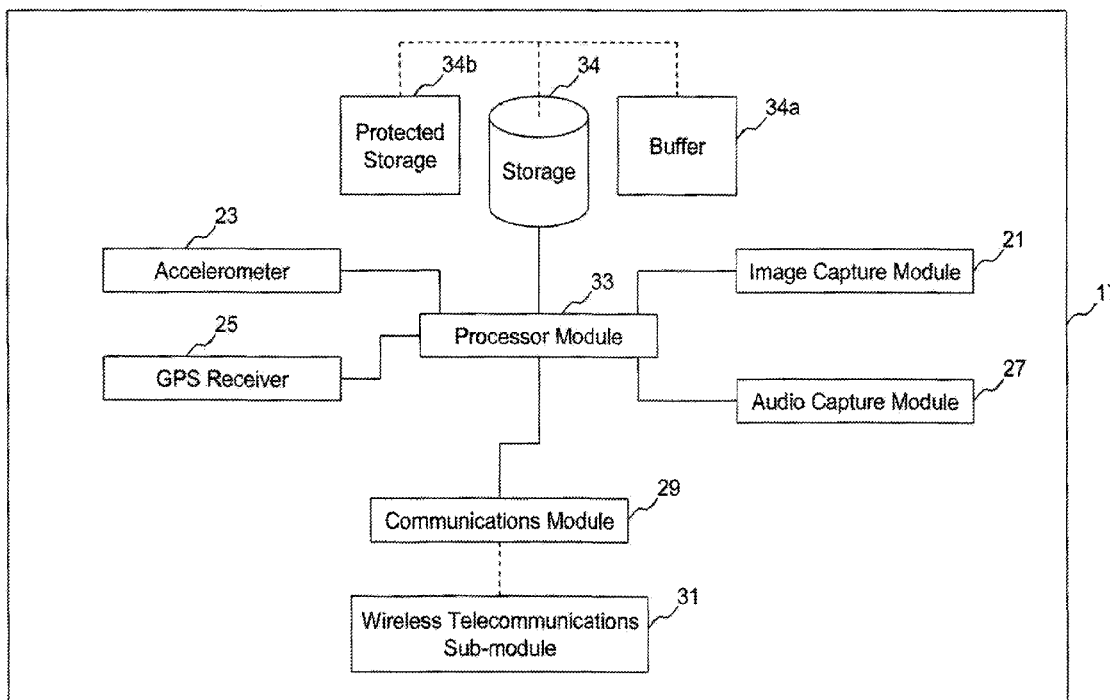 34b
34
34a
Protected
Storage
Storage
Buffer
23
21
Accelerometer
Image Capture Module
33
17
25
Processor Module
GPS Receiver
27
Audio Capture Module
29
Communications Module
31
Wireless Telecommunications
Sub-module